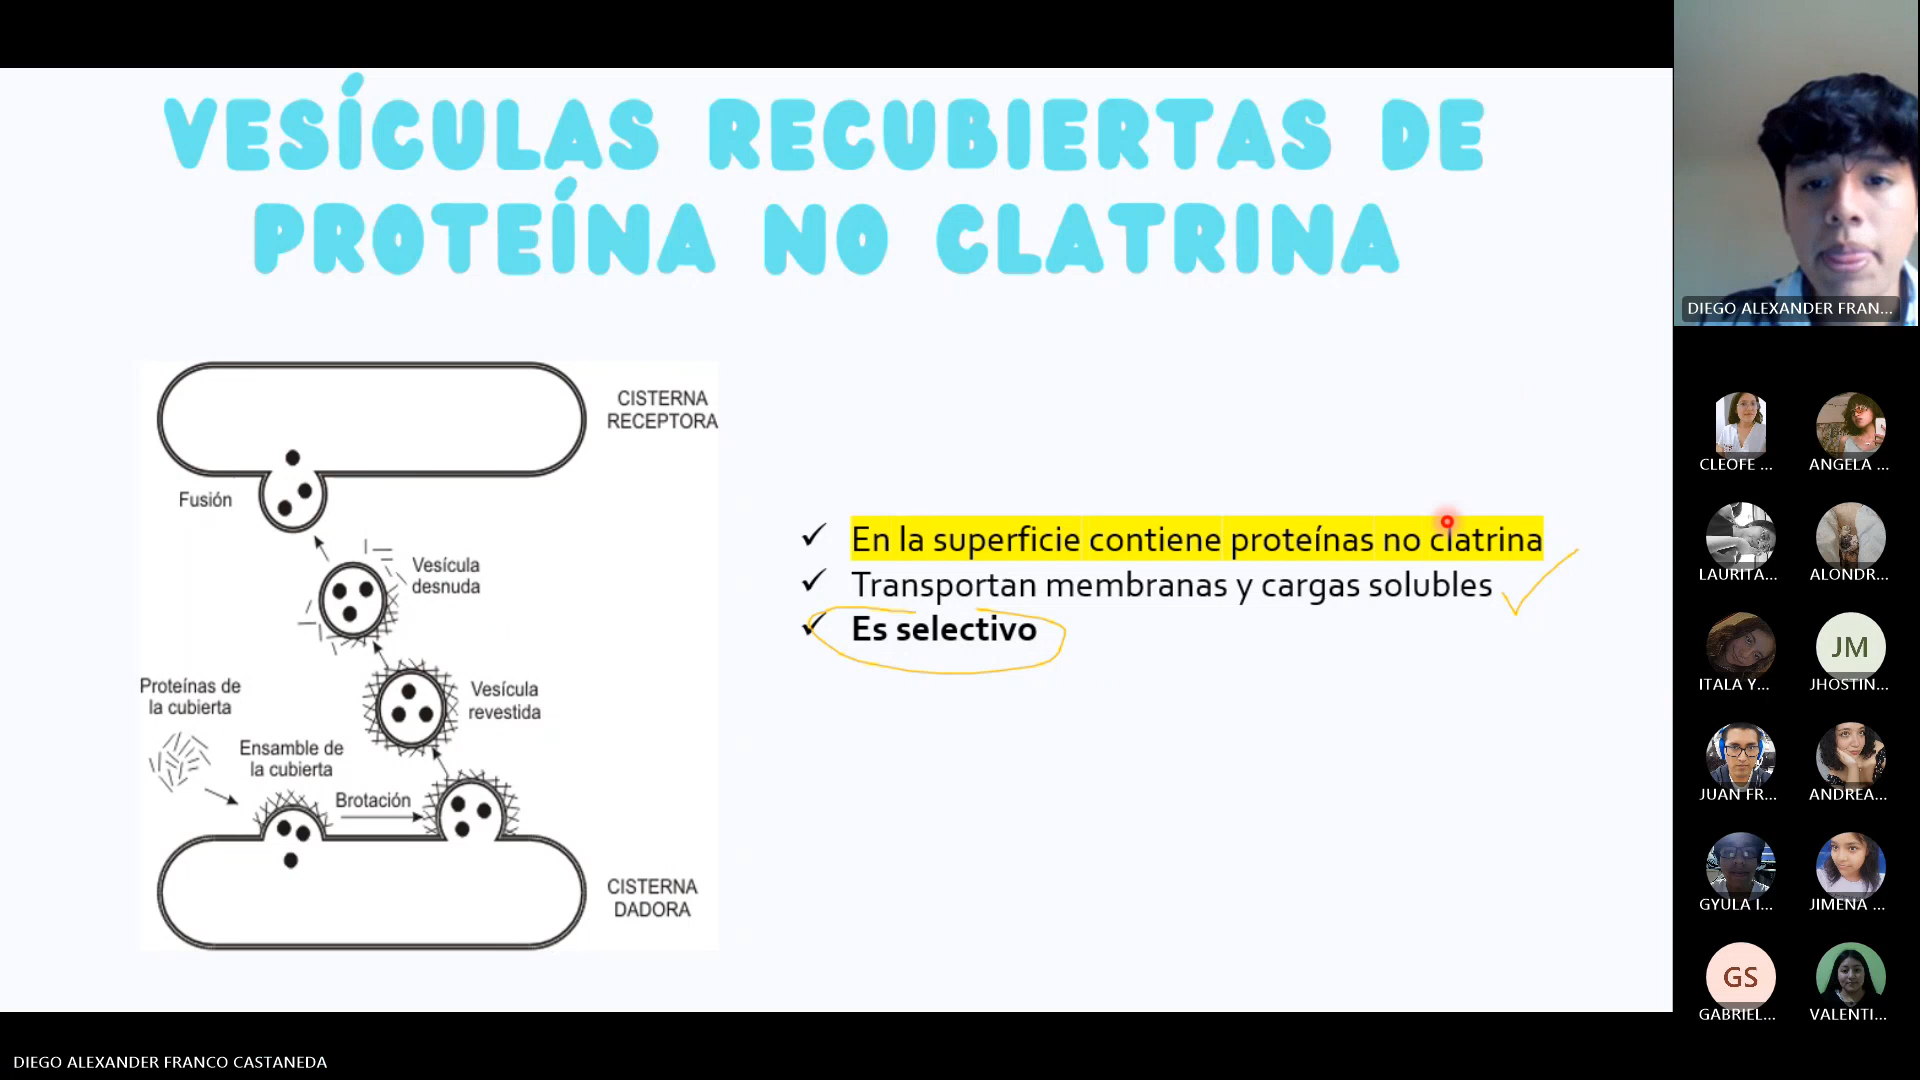 VESÍCULAS RECUBIERTAS DE
PROTEÍNA NO CLATRINA
CISTERNA
RECEPTORA
Fusión
Vesícula
desnuda
Proteínas de
la cubierta
Vesícula
revestida
Ensamble de
la cubierta
Brotación
CISTERNA
DADORA
En la superficie contiene proteínas no clatrina
Transportan membranas y cargas solubles
Es selectivo
DIEGO ALEXANDER FRAN...
CLEOFE ...
ANGELA ...
LAURITA...
ALONDR...
ITALA Y...
JM
JHOSTIN...
JUAN FR...
ANDREA...
GYULA I...
JIMENA ...
GS
GABRIEL...
VALENTI...
DIEGO ALEXANDER FRANCO CASTANEDA